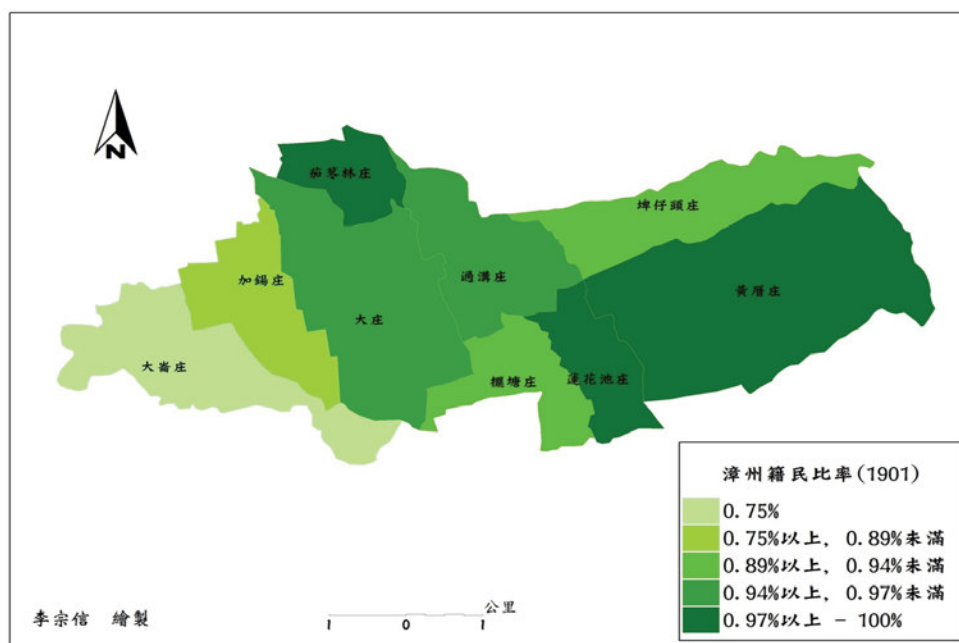 N
茄苳林庄
埤仔頭庄
加錫庄
過溝庄
黃厝庄
大庄
大崙庄
櫃塘庄
蓮花池庄
漳州籍民比率(1901)
0.75%
0.75%以上, 0.89%未滿
0.89%以上, 0.94%未滿
0.94%以上, 0.97%未滿
0.97%以上 - 100%
李宗信 繪製
公里
1 0 1